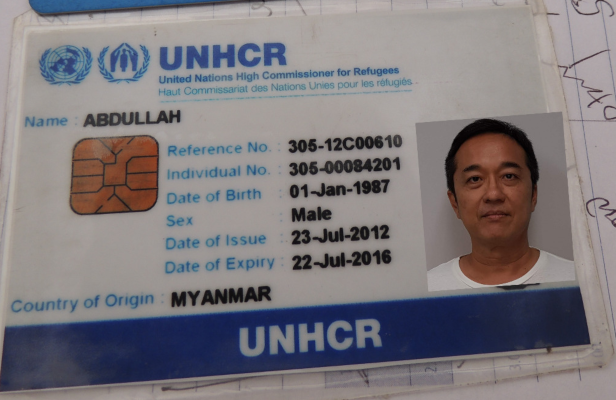 UNHCR
United Nations High Commissioner for Refugees
Haut Commissariat des Nations Unies pour les réfugiés
Name : ABDULLAH
Reference No. : 305-12C00610
Individual No. : 305-00084201
Date of Birth : 01-Jan-1987
Sex : Male
Date of Issue : 23-Jul-2012
Date of Expiry : 22-Jul-2016
Country of Origin : MYANMAR
UNHCR